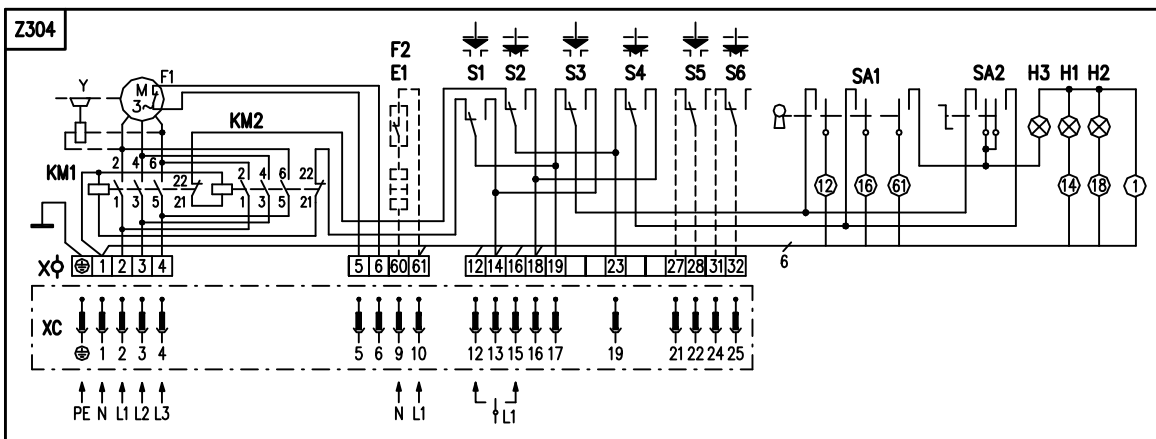 Z304
F2
E1 S1 S2 S3 S4 S5 S6 SA1 SA2 H3 H1 H2
Y M 3~ F1
KM2
KM1 2 4 6 22 2 4 6 22
1 3 5 21 1 3 5 21
12 16 61 14 18 1
6
X 1 2 3 4 5 6 60 61 12 14 16 18 19 23 27 28 31 32
XC
1 2 3 4 5 6 9 10 12 13 15 16 17 19 21 22 24 25
PE N L1 L2 L3 N L1 L1